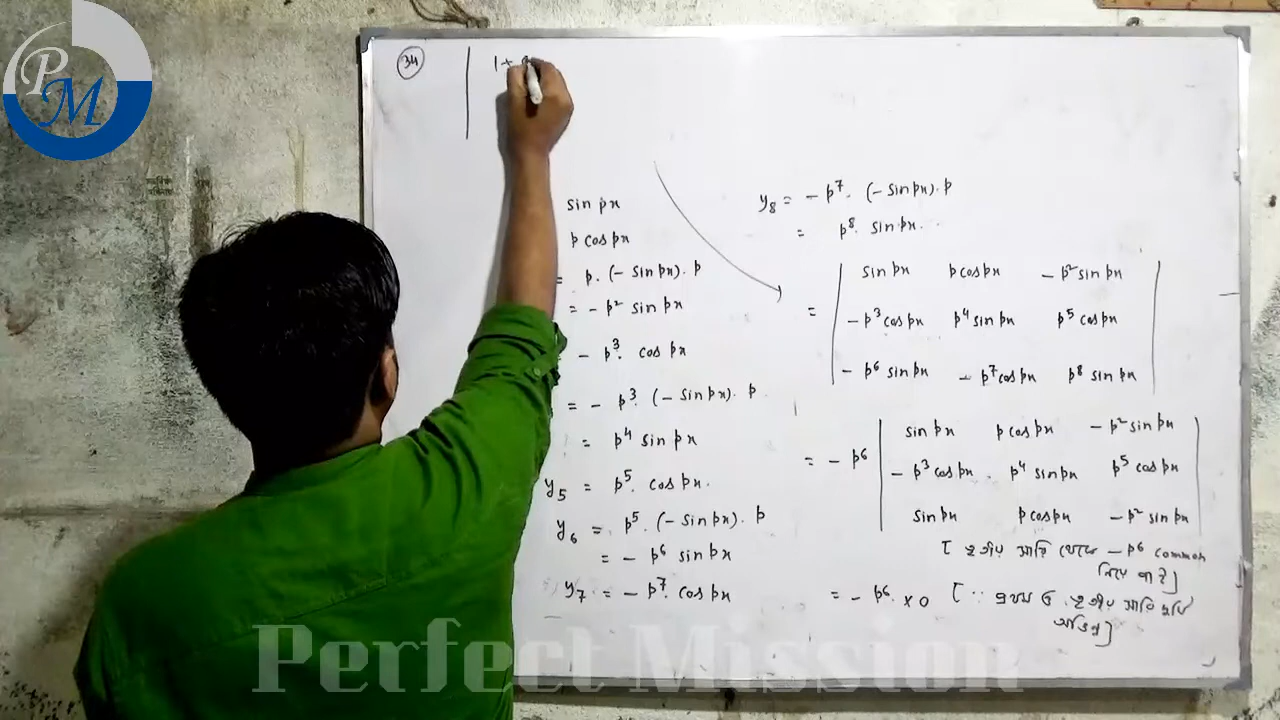 PM
34
1+
sin px
p cos px
= p. (− sin px). p
= − p² sin px
− p³. cos px
= − p³. (− sin px). p
= p⁴ sin px
y₅ = p⁵. cos px.
y₆ = p⁵. (− sin px). p
= − p⁶ sin px
y₇ = − p⁷. cos px
y₈ = − p⁷. (− sin px). p
= p⁸. sin px.
= | sin px p cos px − p² sin px |
| − p³ cos px p⁴ sin px p⁵ cos px |
| − p⁶ sin px − p⁷ cos px p⁸ sin px |
= − p⁶ | sin px p cos px − p² sin px |
| − p³ cos px p⁴ sin px p⁵ cos px |
| sin px p cos px − p² sin px |
[ তৃতীয় সারি থেকে − p⁶ common
নিয়ে পাই ]
= − p⁶. × 0 [ ∵ প্রথম ও তৃতীয় সারি দুটি
অভিন্ন ]
Perfect Mission